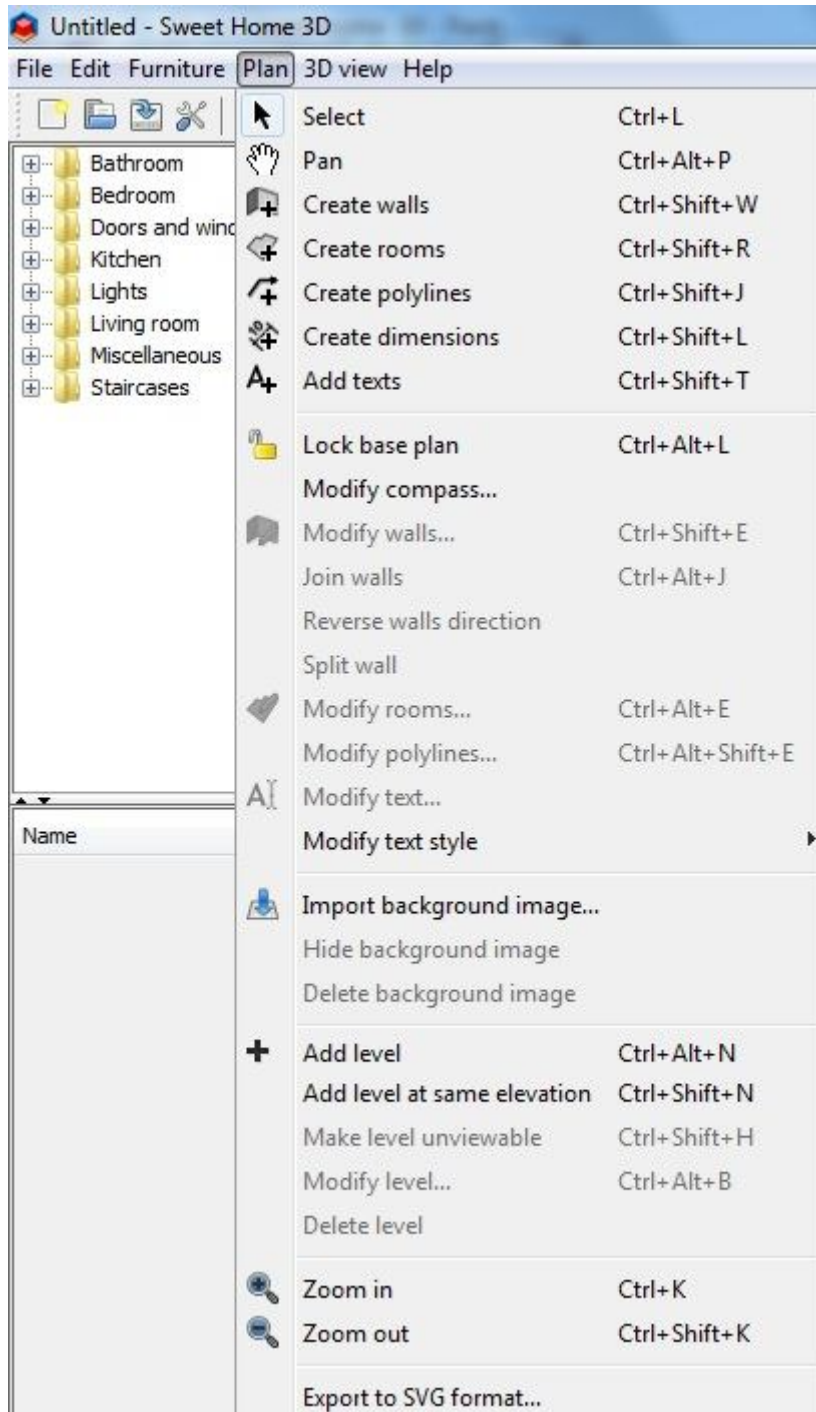 Untitled - Sweet Home 3D
File Edit Furniture Plan 3D view Help
Bathroom
Bedroom
Doors and wind
Kitchen
Lights
Living room
Miscellaneous
Staircases
Name
Select Ctrl+L
Pan Ctrl+Alt+P
Create walls Ctrl+Shift+W
Create rooms Ctrl+Shift+R
Create polylines Ctrl+Shift+J
Create dimensions Ctrl+Shift+L
Add texts Ctrl+Shift+T
Lock base plan Ctrl+Alt+L
Modify compass...
Modify walls... Ctrl+Shift+E
Join walls Ctrl+Alt+J
Reverse walls direction
Split wall
Modify rooms... Ctrl+Alt+E
Modify polylines... Ctrl+Alt+Shift+E
Modify text...
Modify text style
Import background image...
Hide background image
Delete background image
Add level Ctrl+Alt+N
Add level at same elevation Ctrl+Shift+N
Make level unviewable Ctrl+Shift+H
Modify level... Ctrl+Alt+B
Delete level
Zoom in Ctrl+K
Zoom out Ctrl+Shift+K
Export to SVG format...